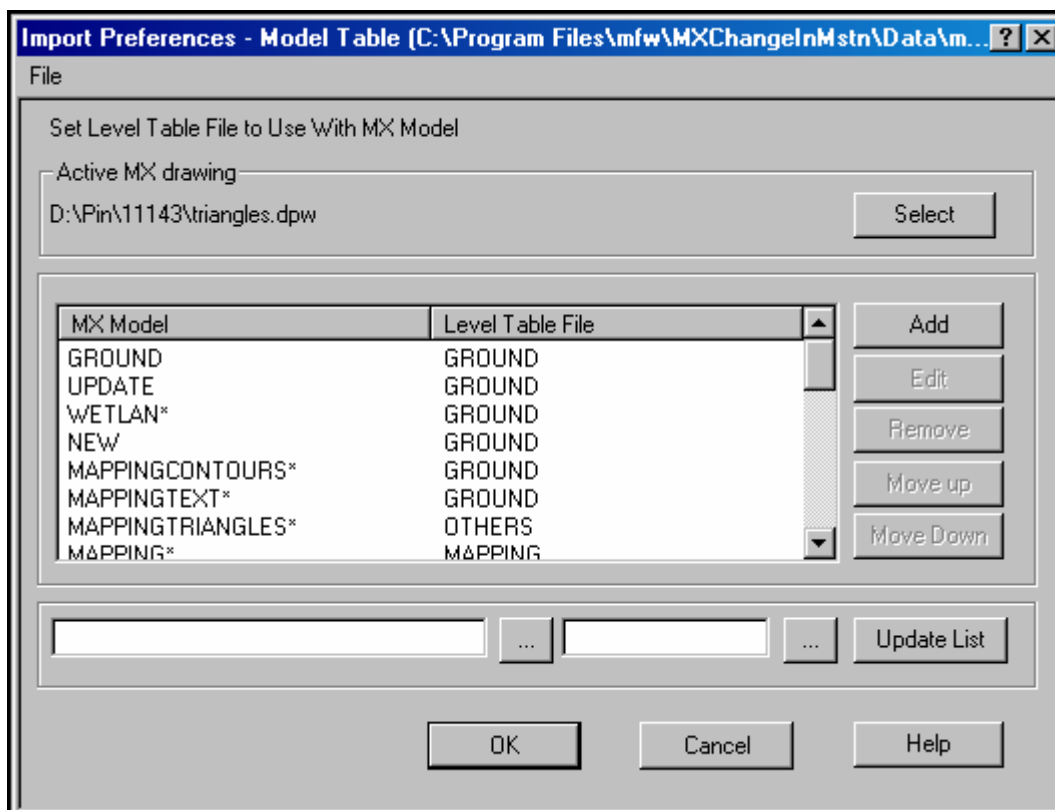 Import Preferences - Model Table (C:\Program Files\mfw\MXChangeInMstn\Data\m...
File
Set Level Table File to Use With MX Model
Active MX drawing
D:\Pin\11143\triangles.dpw
Select
MX Model Level Table File
GROUND GROUND
UPDATE GROUND
WETLAN* GROUND
NEW GROUND
MAPPINGCONTOURS* GROUND
MAPPINGTEXT* GROUND
MAPPINGTRIANGLES* OTHERS
MAPPING* MAPPING
Add
Edit
Remove
Move up
Move Down
... ... Update List
OK Cancel Help